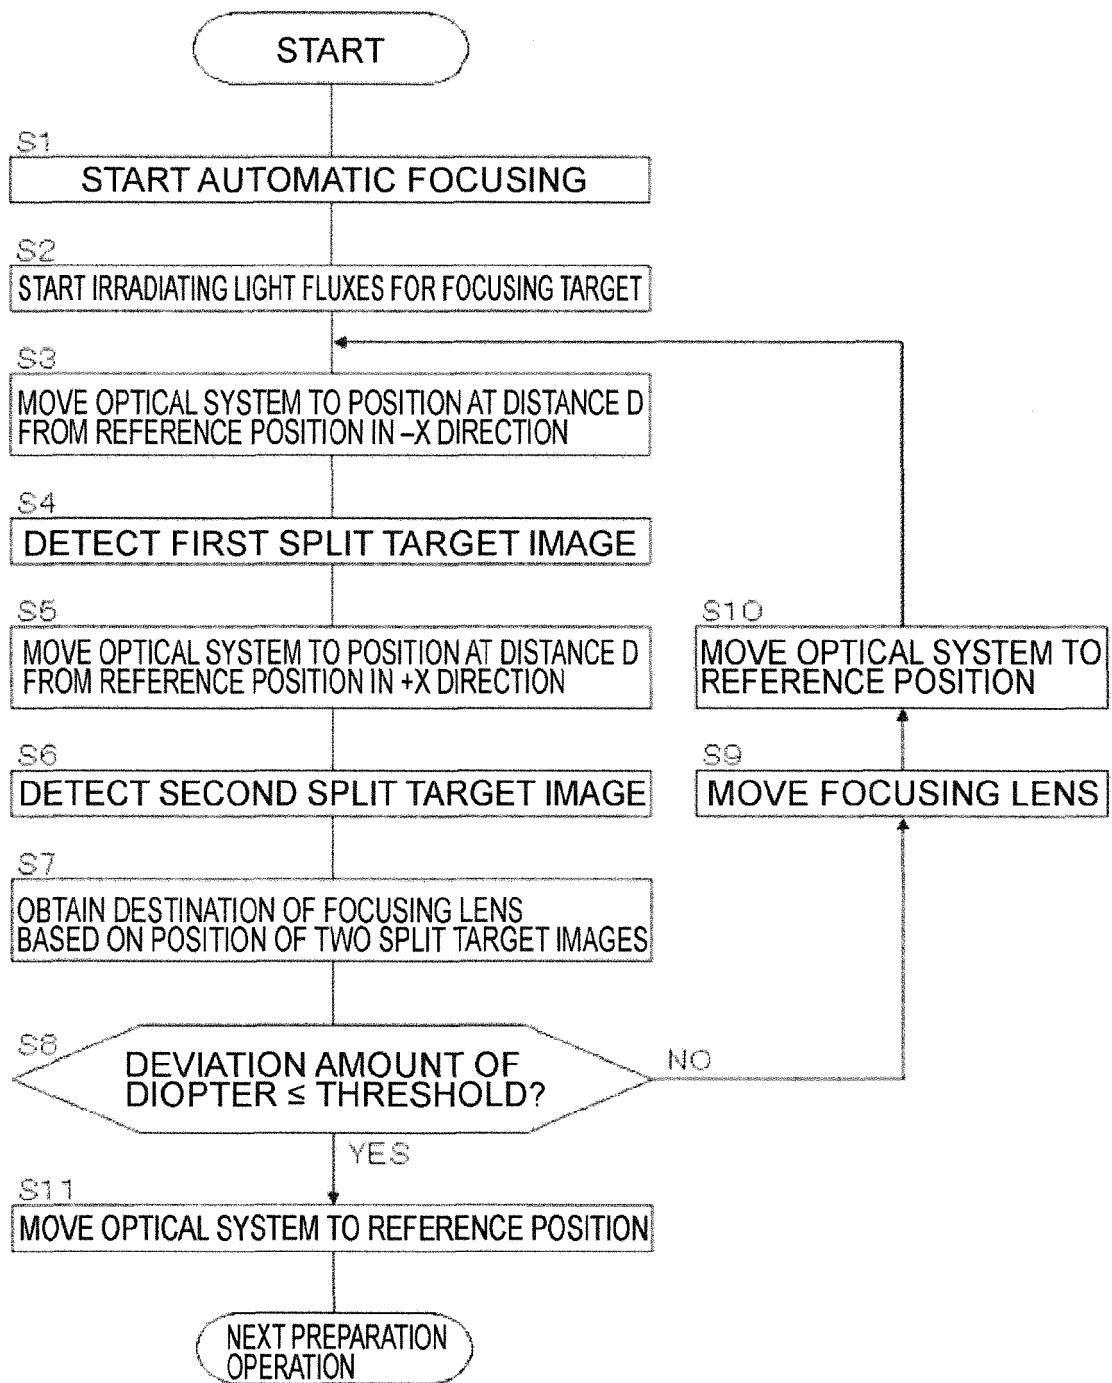 START
S1
START AUTOMATIC FOCUSING
S2
START IRRADIATING LIGHT FLUXES FOR FOCUSING TARGET
S3
MOVE OPTICAL SYSTEM TO POSITION AT DISTANCE D
FROM REFERENCE POSITION IN –X DIRECTION
S4
DETECT FIRST SPLIT TARGET IMAGE
S5
MOVE OPTICAL SYSTEM TO POSITION AT DISTANCE D
FROM REFERENCE POSITION IN +X DIRECTION
S6
DETECT SECOND SPLIT TARGET IMAGE
S7
OBTAIN DESTINATION OF FOCUSING LENS
BASED ON POSITION OF TWO SPLIT TARGET IMAGES
S8
DEVIATION AMOUNT OF
DIOPTER ≤ THRESHOLD?
NO
S9
MOVE FOCUSING LENS
S10
MOVE OPTICAL SYSTEM TO
REFERENCE POSITION
YES
S11
MOVE OPTICAL SYSTEM TO REFERENCE POSITION
NEXT PREPARATION
OPERATION